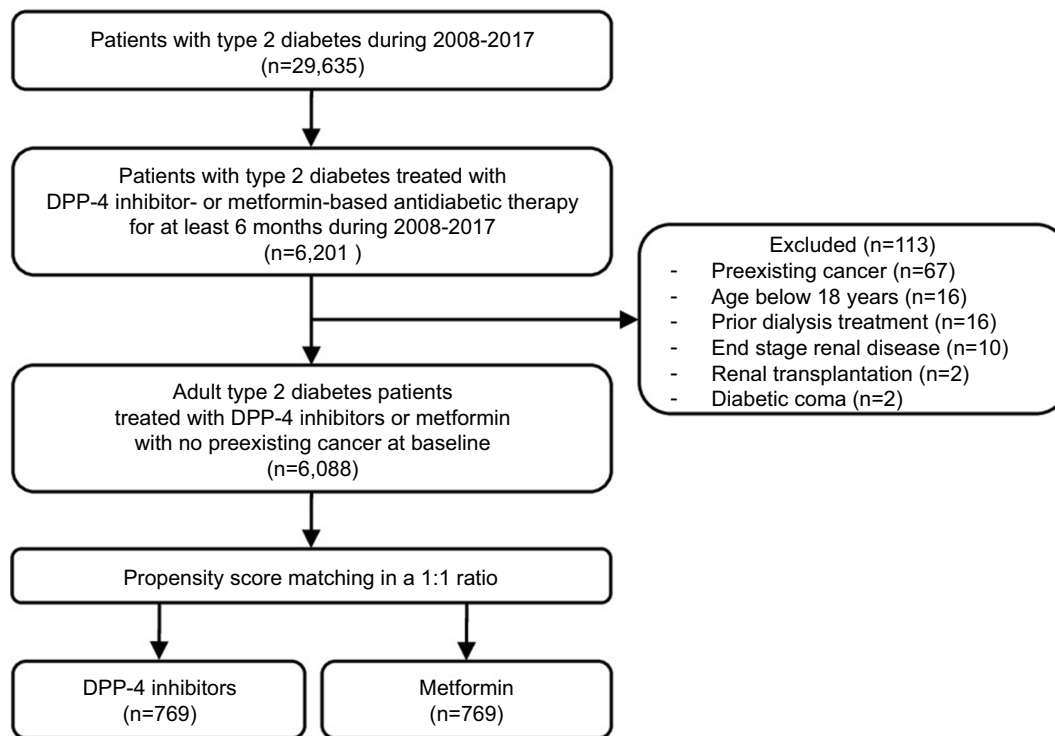 Patients with type 2 diabetes during 2008-2017
(n=29,635)
Patients with type 2 diabetes treated with
DPP-4 inhibitor- or metformin-based antidiabetic therapy
for at least 6 months during 2008-2017
(n=6,201 )
Excluded (n=113)
- Preexisting cancer (n=67)
- Age below 18 years (n=16)
- Prior dialysis treatment (n=16)
- End stage renal disease (n=10)
- Renal transplantation (n=2)
- Diabetic coma (n=2)
Adult type 2 diabetes patients
treated with DPP-4 inhibitors or metformin
with no preexisting cancer at baseline
(n=6,088)
Propensity score matching in a 1:1 ratio
DPP-4 inhibitors
(n=769)
Metformin
(n=769)